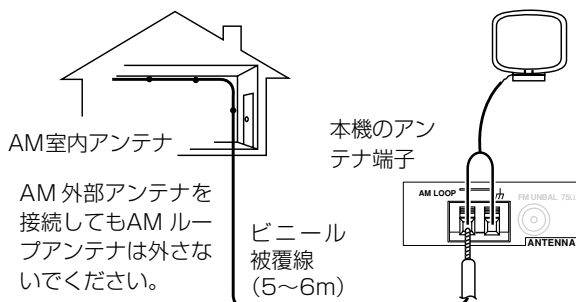 AM室内アンテナ
AM 外部アンテナを
接続してもAM ルー
プアンテナは外さな
いでください。
ビニール
被覆線
（5～6m）
本機のアン
テナ端子
AM LOOP
FM UNBAL 75Ω
ANTENNA